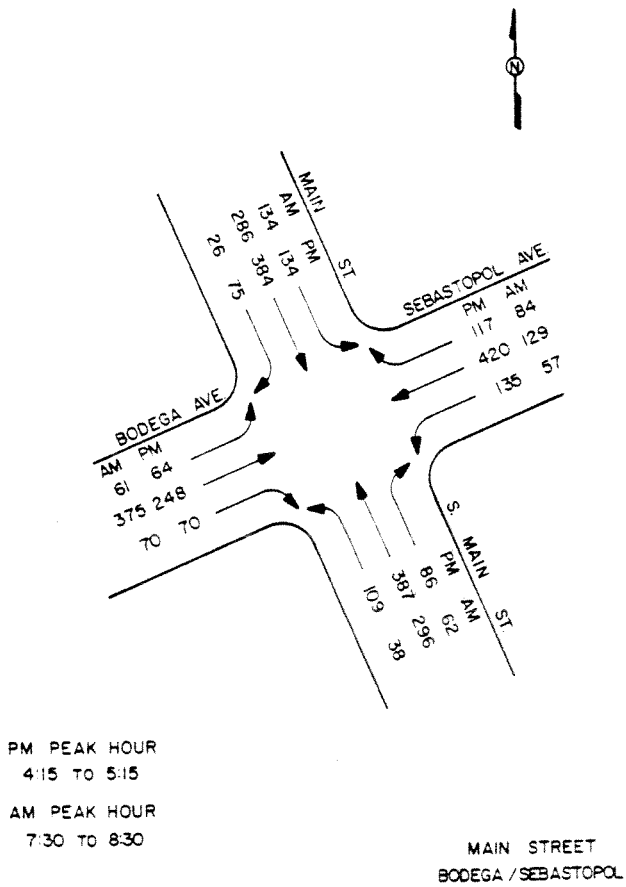 N
MAIN ST.
AM PM
134 134
286 384
26 75
SEBASTOPOL AVE.
PM AM
117 84
420 129
135 57
BODEGA AVE.
AM PM
61 64
375 248
70 70
S. MAIN ST.
PM AM
86 62
387 296
109 38
PM PEAK HOUR
4:15 TO 5:15
AM PEAK HOUR
7:30 TO 8:30
MAIN STREET
BODEGA / SEBASTOPOL